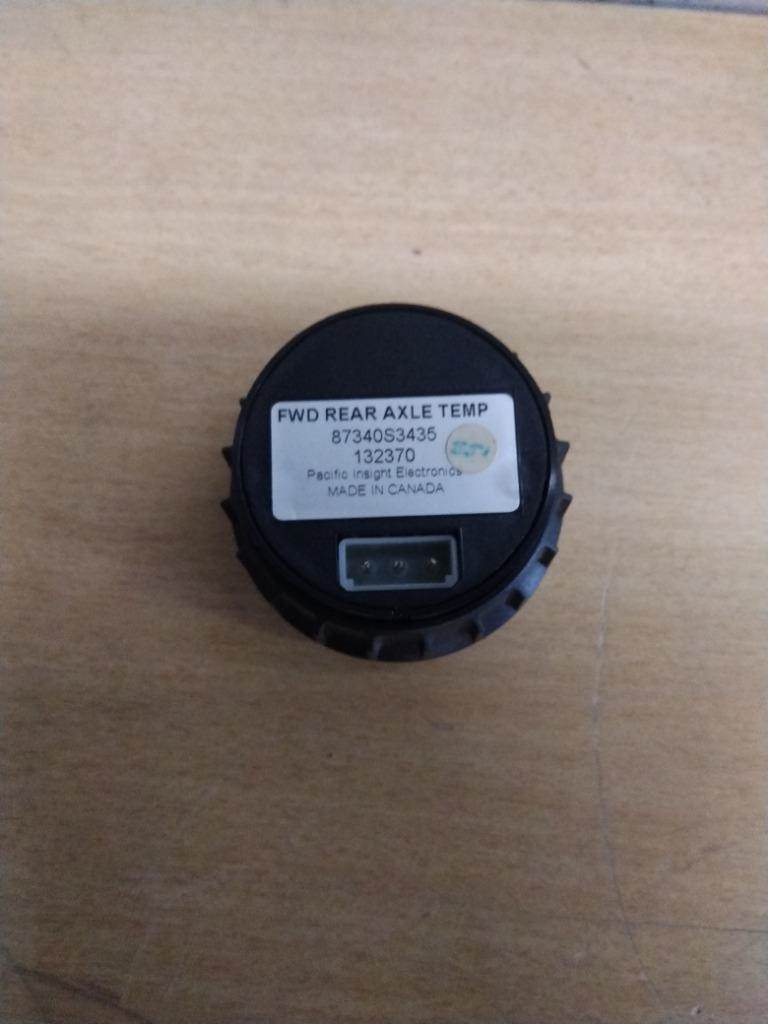 FWD REAR AXLE TEMP
87340S3435
132370
Pacific Insight Electronics
MADE IN CANADA